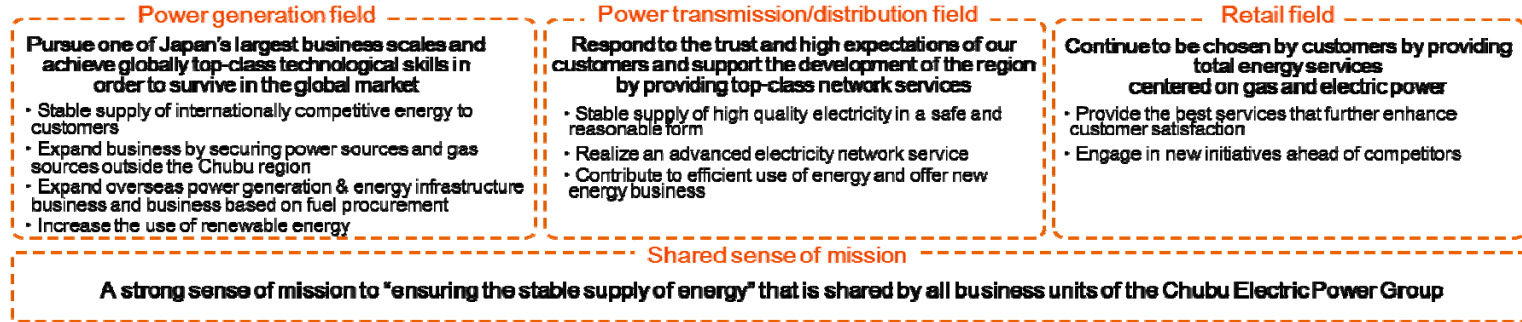 Power generation field
Pursue one of Japan's largest business scales and
achieve globally top-class technological skills in
order to survive in the global market
・Stable supply of internationally competitive energy to
customers
・Expand business by securing power sources and gas
sources outside the Chubu region
・Expand overseas power generation & energy infrastructure
business and business based on fuel procurement
・Increase the use of renewable energy
Power transmission/distribution field
Respond to the trust and high expectations of our
customers and support the development of the region
by providing top-class network services
・Stable supply of high quality electricity in a safe and
reasonable form
・Realize an advanced electricity network service
・Contribute to efficient use of energy and offer new
energy business
Retail field
Continue to be chosen by customers by providing
total energy services
centered on gas and electric power
・Provide the best services that further enhance
customer satisfaction
・Engage in new initiatives ahead of competitors
Shared sense of mission
A strong sense of mission to “ensuring the stable supply of energy” that is shared by all business units of the Chubu Electric Power Group